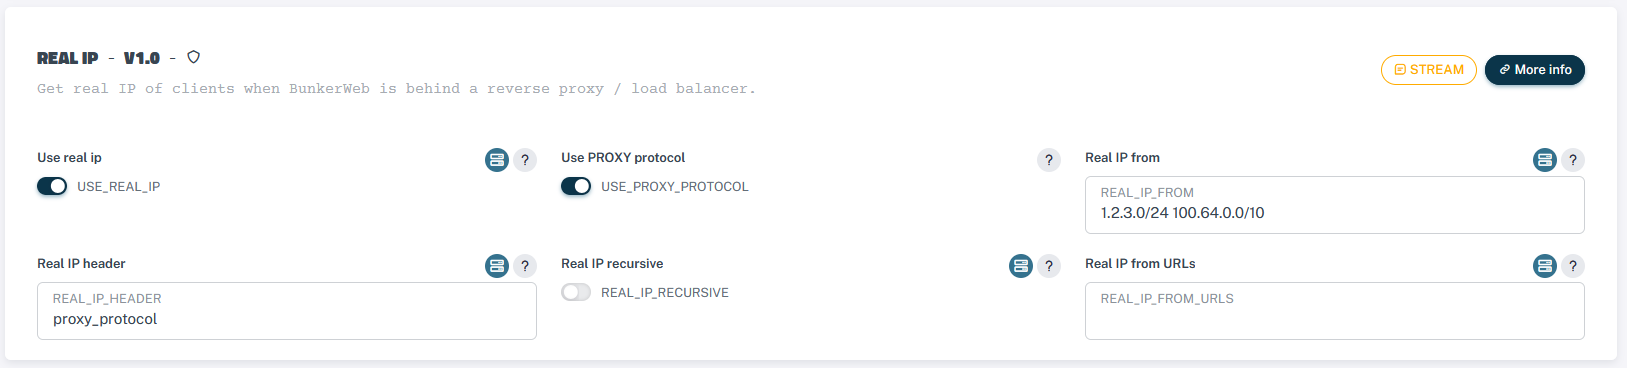 REAL IP - V1.0 -
Get real IP of clients when BunkerWeb is behind a reverse proxy / load balancer.
STREAM
More info
Use real ip
?
USE_REAL_IP
Use PROXY protocol
?
USE_PROXY_PROTOCOL
Real IP from
?
REAL_IP_FROM
1.2.3.0/24 100.64.0.0/10
Real IP header
?
REAL_IP_HEADER
proxy_protocol
Real IP recursive
?
REAL_IP_RECURSIVE
Real IP from URLs
?
REAL_IP_FROM_URLS